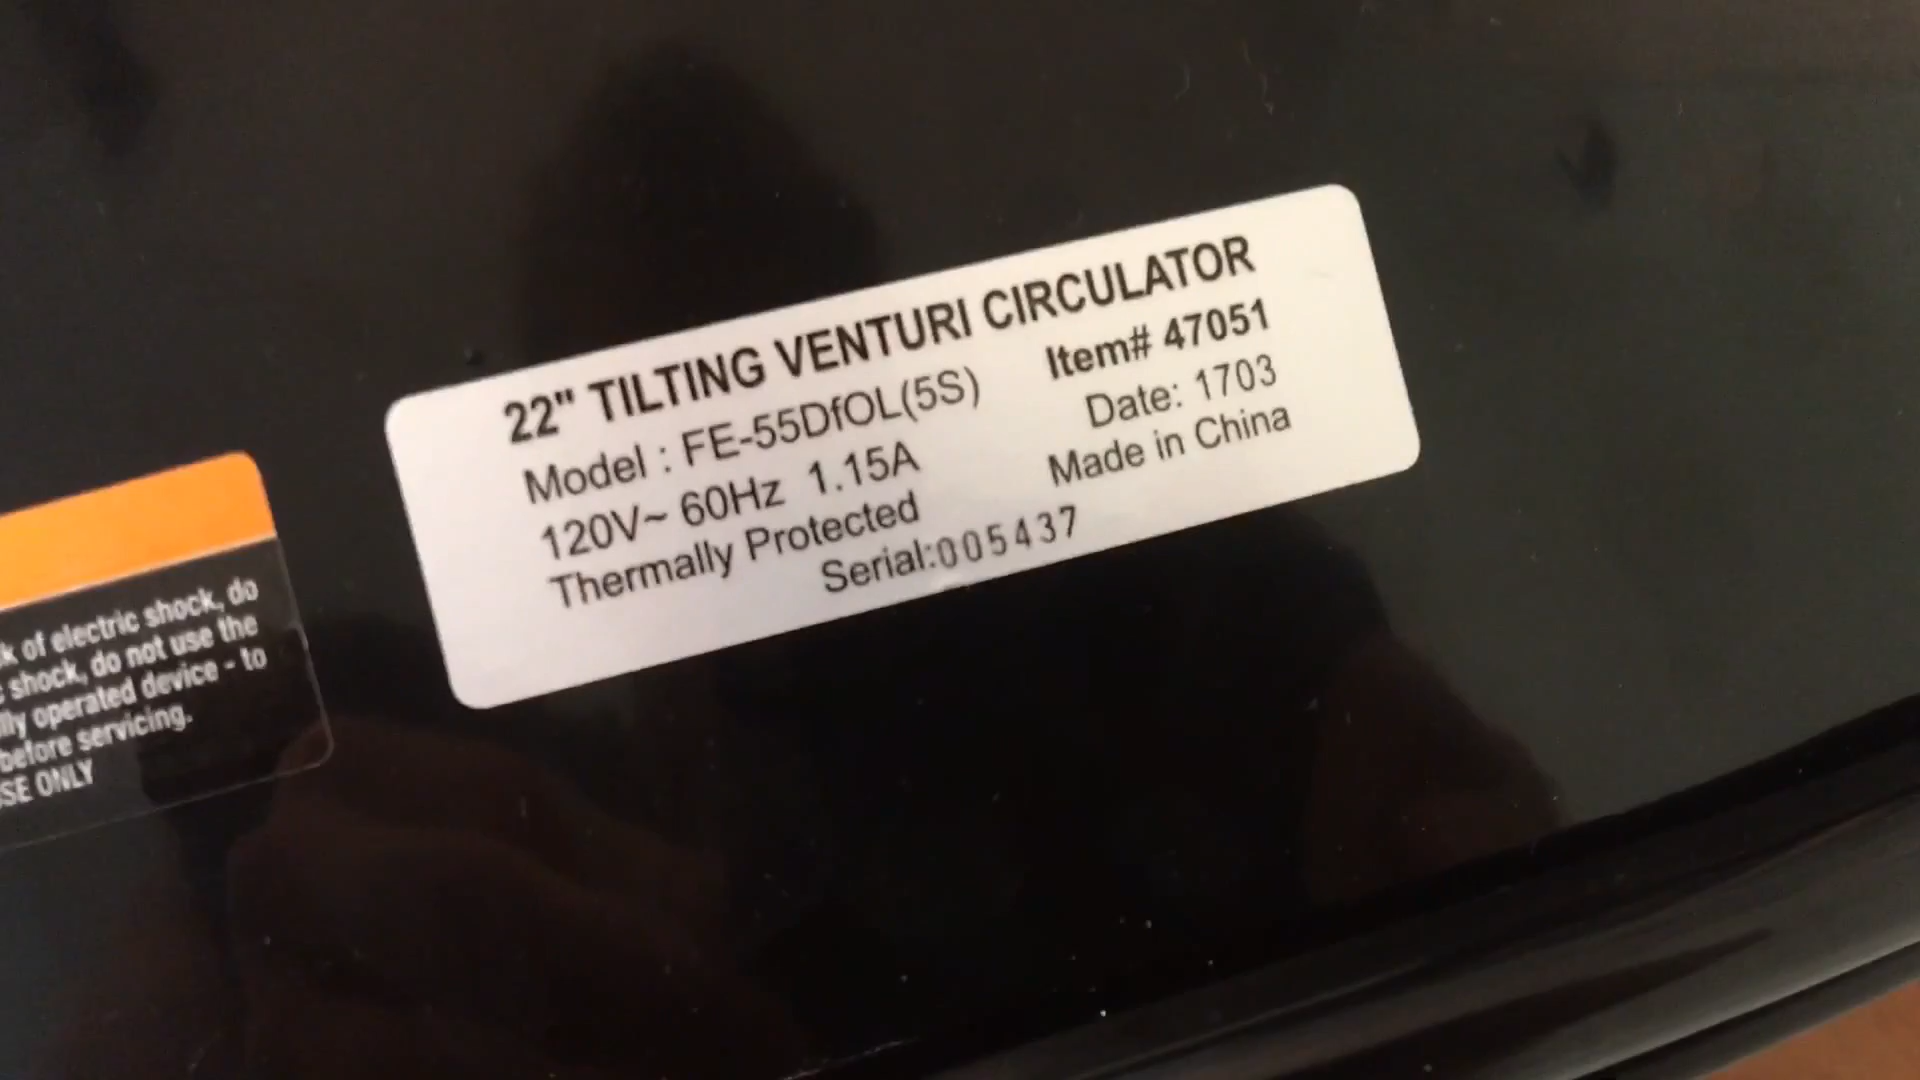 22" TILTING VENTURI CIRCULATOR
Model : FE-55DfOL(5S) Item# 47051
120V~ 60Hz 1.15A Date: 1703
Thermally Protected Made in China
Serial:005437
k of electric shock, do
shock, do not use the
lly operated device - to
before servicing.
SE ONLY